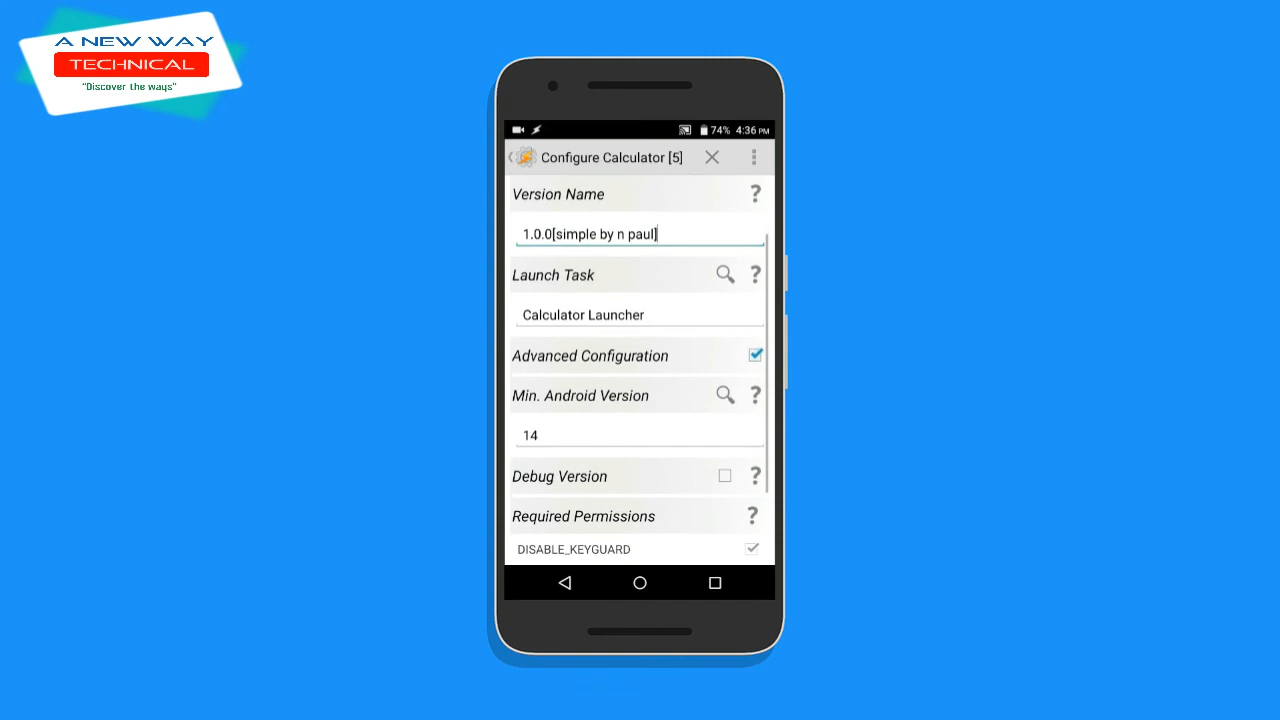 A NEW WAY
TECHNICAL
"Discover the ways"
74% 4:36 PM
Configure Calculator [5]
Version Name ?
1.0.0[simple by n paul]
Launch Task ?
Calculator Launcher
Advanced Configuration
Min. Android Version ?
14
Debug Version ?
Required Permissions ?
DISABLE_KEYGUARD